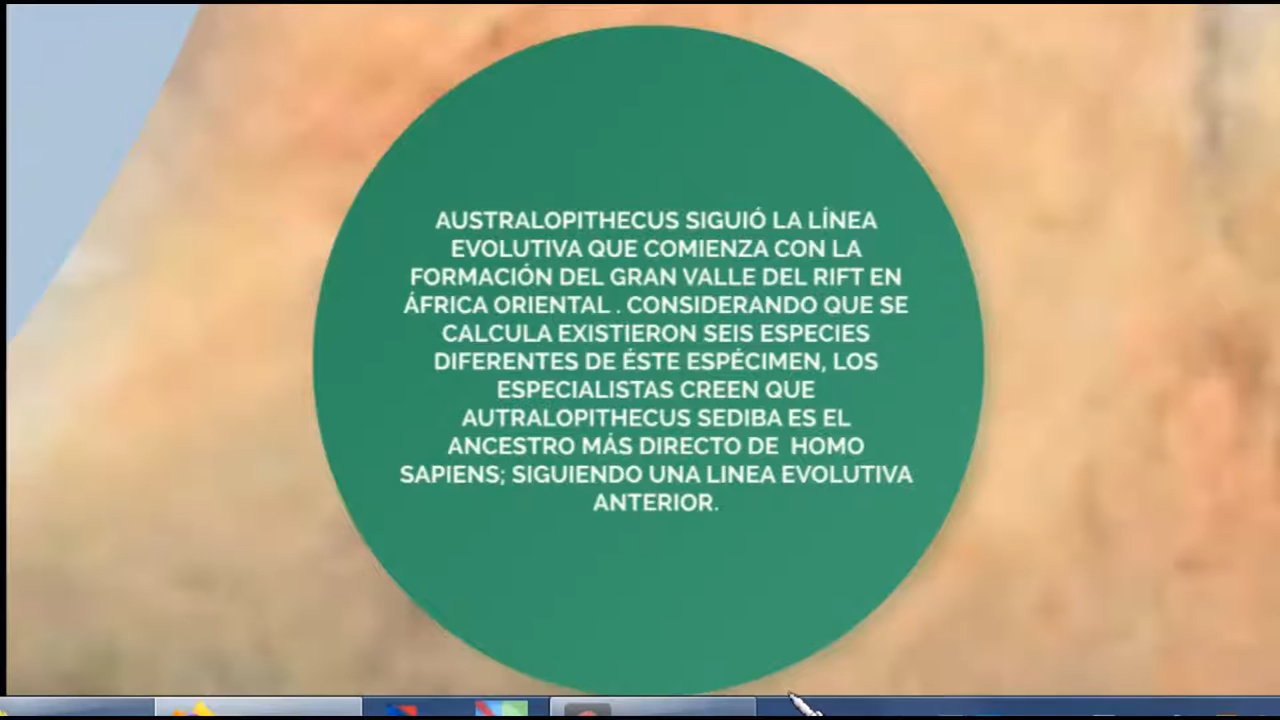 AUSTRALOPITHECUS SIGUIÓ LA LÍNEA
EVOLUTIVA QUE COMIENZA CON LA
FORMACIÓN DEL GRAN VALLE DEL RIFT EN
ÁFRICA ORIENTAL . CONSIDERANDO QUE SE
CALCULA EXISTIERON SEIS ESPECIES
DIFERENTES DE ÉSTE ESPÉCIMEN, LOS
ESPECIALISTAS CREEN QUE
AUTRALOPITHECUS SEDIBA ES EL
ANCESTRO MÁS DIRECTO DE  HOMO
SAPIENS; SIGUIENDO UNA LINEA EVOLUTIVA
ANTERIOR.